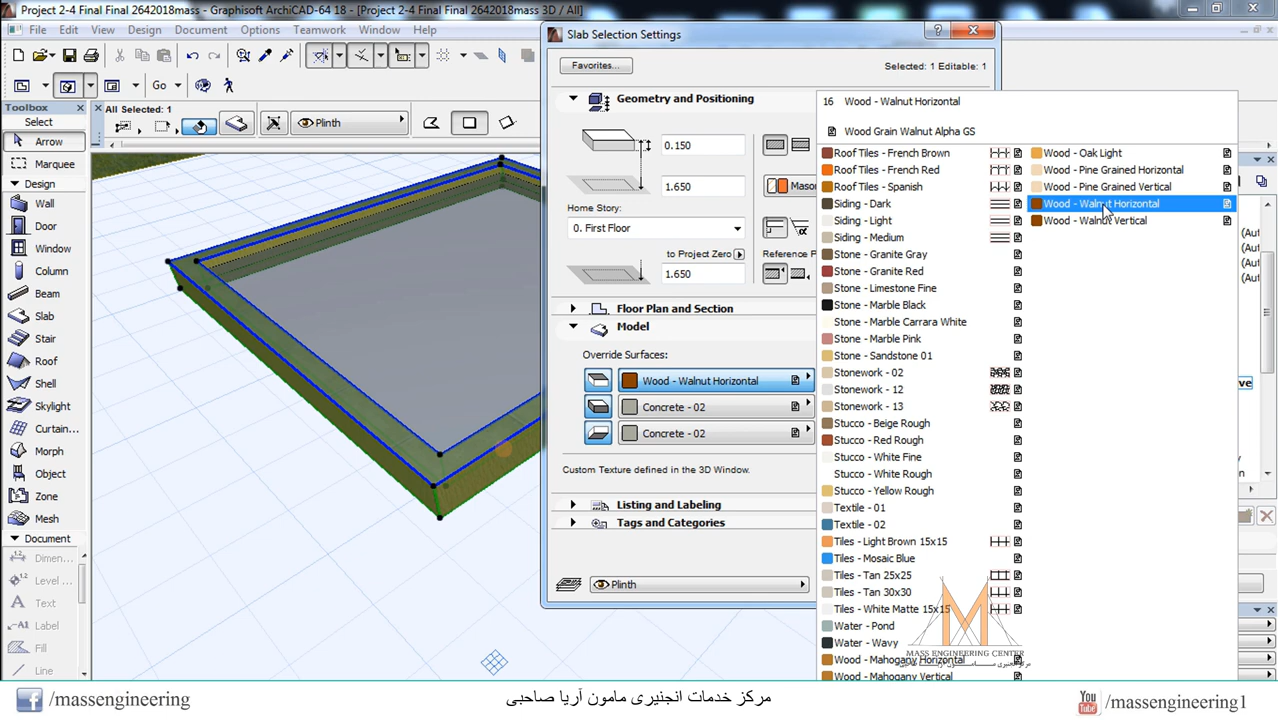 Project 2-4 Final Final 2642018mass - Graphisoft ArchiCAD-64 18 - [Project 2-4 Final Final 2642018mass 3D / All]
File Edit View Design Document Options Teamwork Window Help
Go
Toolbox
Select
Arrow
Marquee
Design
Wall
Door
Window
Column
Beam
Slab
Stair
Roof
Shell
Skylight
Curtain...
Morph
Object
Zone
Mesh
Document
Dimen...
Level ...
Text
Label
Fill
Line
All Selected: 1
Plinth
Slab Selection Settings
Favorites...
Selected: 1 Editable: 1
Geometry and Positioning
0.150
1.650
Home Story:
0. First Floor
to Project Zero
1.650
Reference P
Floor Plan and Section
Model
Override Surfaces:
Wood - Walnut Horizontal
Concrete - 02
Concrete - 02
Custom Texture defined in the 3D Window.
Listing and Labeling
Tags and Categories
Plinth
16 Wood - Walnut Horizontal
Wood Grain Walnut Alpha GS
Roof Tiles - French Brown
Roof Tiles - French Red
Roof Tiles - Spanish
Siding - Dark
Siding - Light
Siding - Medium
Stone - Granite Gray
Stone - Granite Red
Stone - Limestone Fine
Stone - Marble Black
Stone - Marble Carrara White
Stone - Marble Pink
Stone - Sandstone 01
Stonework - 02
Stonework - 12
Stonework - 13
Stucco - Beige Rough
Stucco - Red Rough
Stucco - White Fine
Stucco - White Rough
Stucco - Yellow Rough
Textile - 01
Textile - 02
Tiles - Light Brown 15x15
Tiles - Mosaic Blue
Tiles - Tan 25x25
Tiles - Tan 30x30
Tiles - White Matte 15x15
Water - Pond
Water - Wavy
Wood - Mahogany Horizontal
Wood - Mahogany Vertical
Wood - Oak Light
Wood - Pine Grained Horizontal
Wood - Pine Grained Vertical
Wood - Walnut Horizontal
Wood - Walnut Vertical
MASS ENGINEERING CENTER
/massengineering
مرکز خدمات انجنیری مامون آریا صاحبی
You Tube
/massengineering1